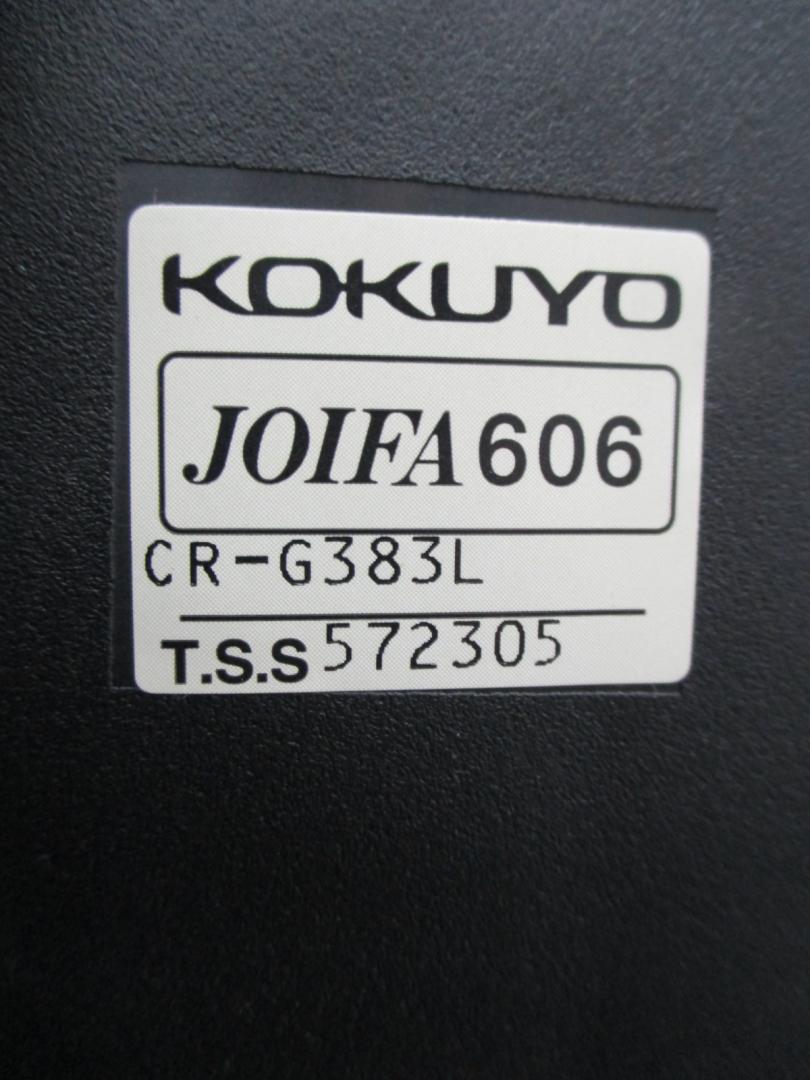 KOKUYO
JOIFA 606
CR-G383L
T.S.S 572305